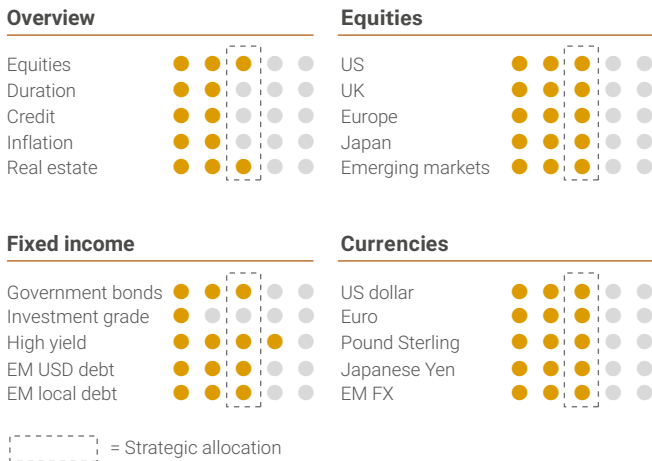 Overview
Equities
Duration
Credit
Inflation
Real estate
Equities
US
UK
Europe
Japan
Emerging markets
Fixed income
Government bonds
Investment grade
High yield
EM USD debt
EM local debt
Currencies
US dollar
Euro
Pound Sterling
Japanese Yen
EM FX
= Strategic allocation